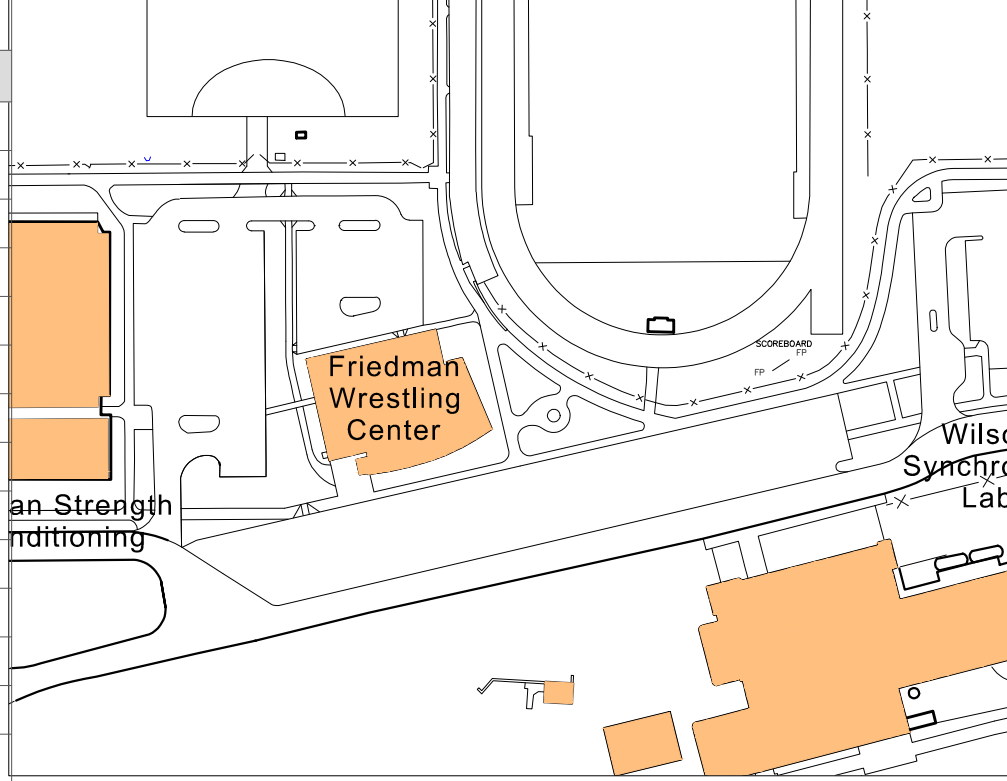 SCOREBOARD
FP
FP
Friedman
Wrestling
Center
Wilso
Synchro
Lab
an Strength
nditioning